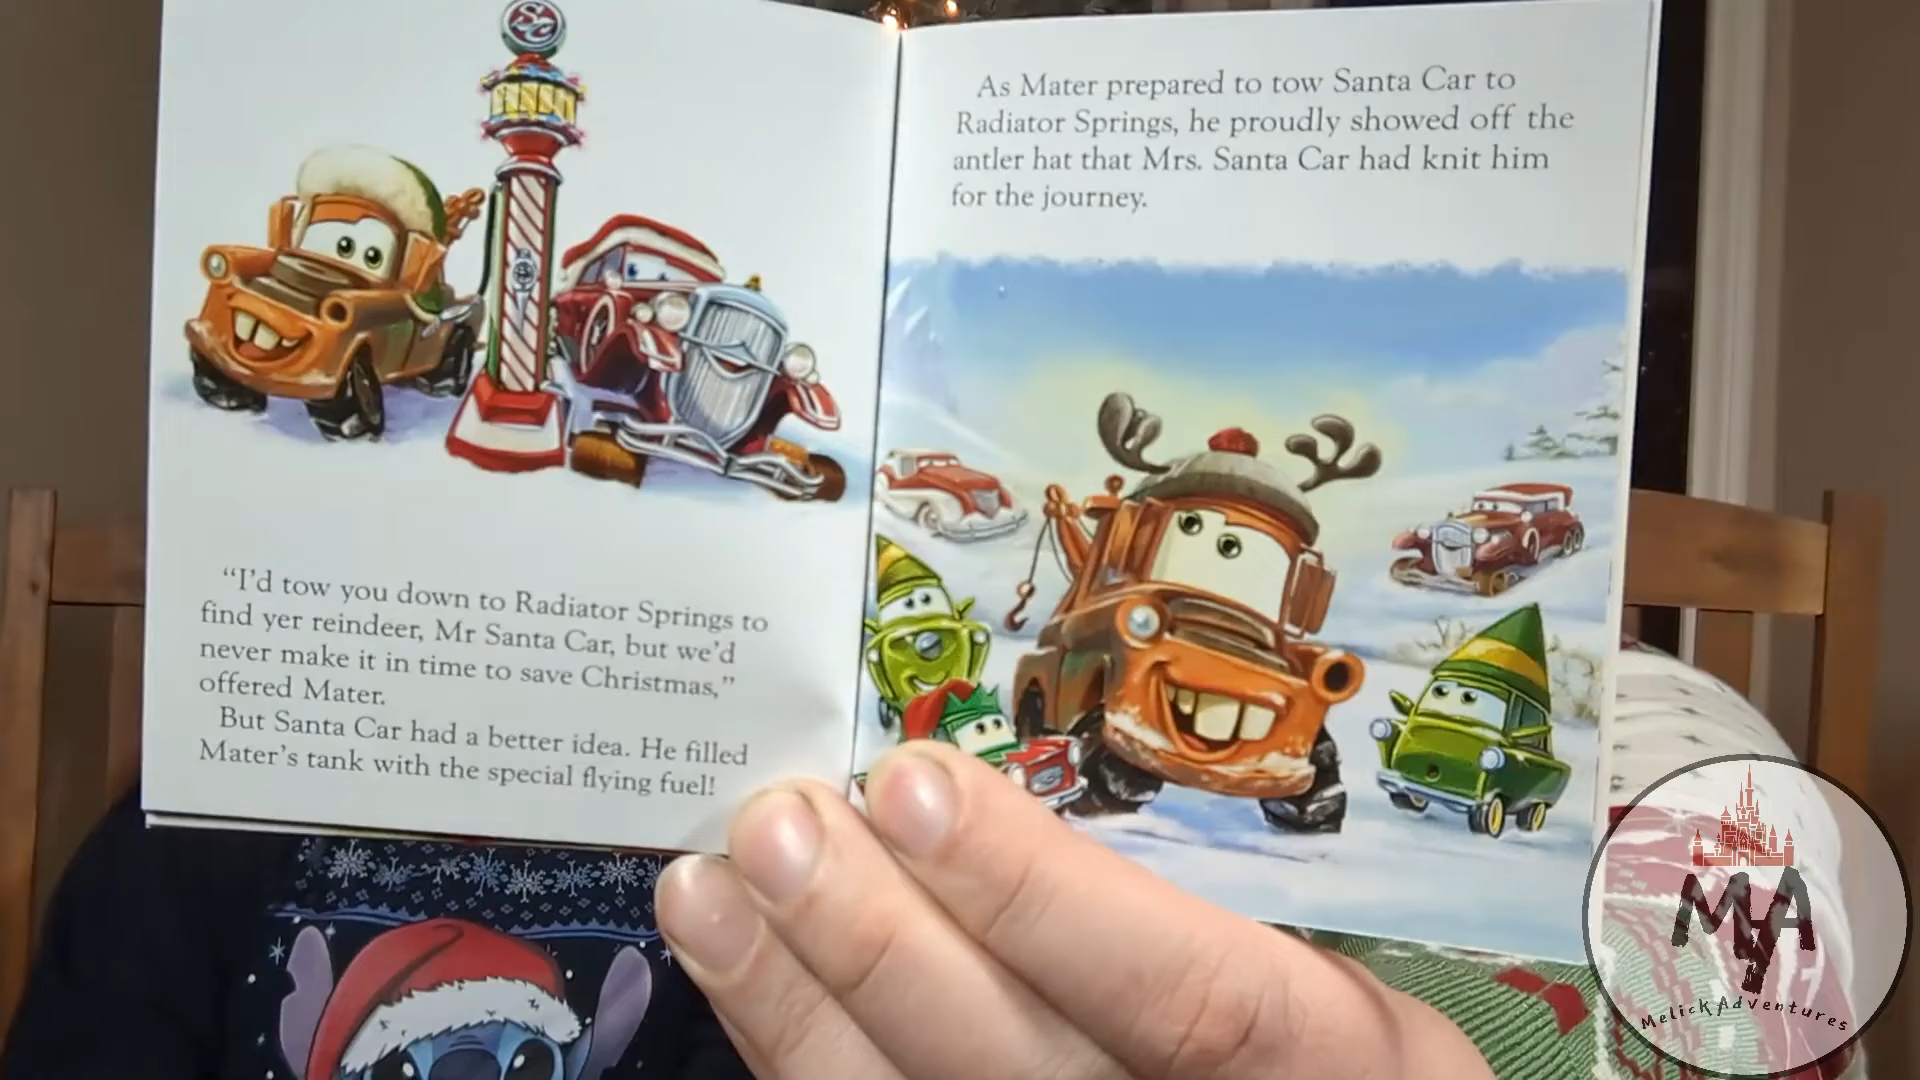 SC
"I'd tow you down to Radiator Springs to
find yer reindeer, Mr Santa Car, but we'd
never make it in time to save Christmas,"
offered Mater.
But Santa Car had a better idea. He filled
Mater's tank with the special flying fuel!
As Mater prepared to tow Santa Car to
Radiator Springs, he proudly showed off the
antler hat that Mrs. Santa Car had knit him
for the journey.
MYA
MelickAdventures